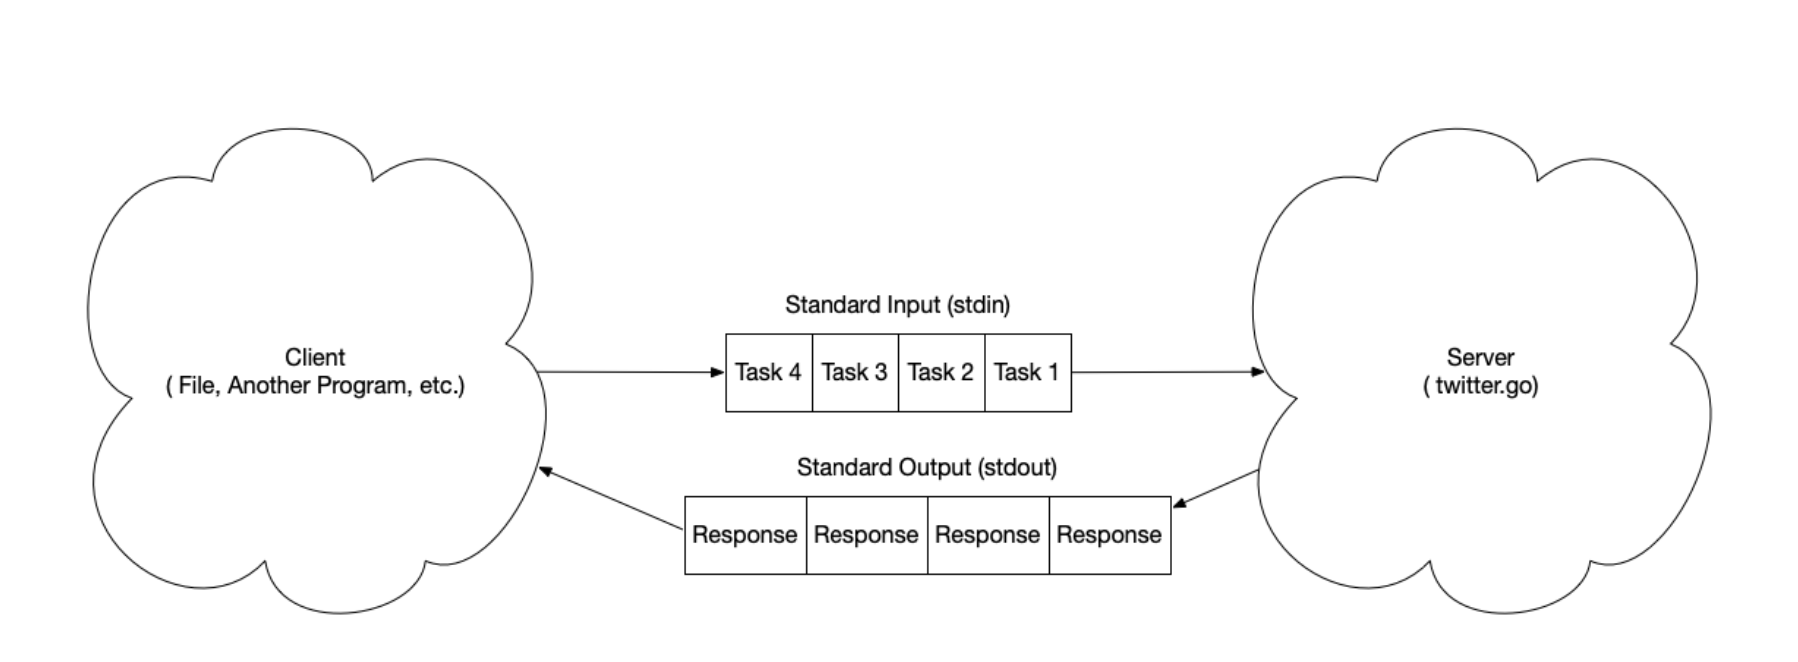 Standard Input (stdin)
Client
( File, Another Program, etc.)
Task 4 Task 3 Task 2 Task 1
Server
( twitter.go)
Standard Output (stdout)
Response Response Response Response